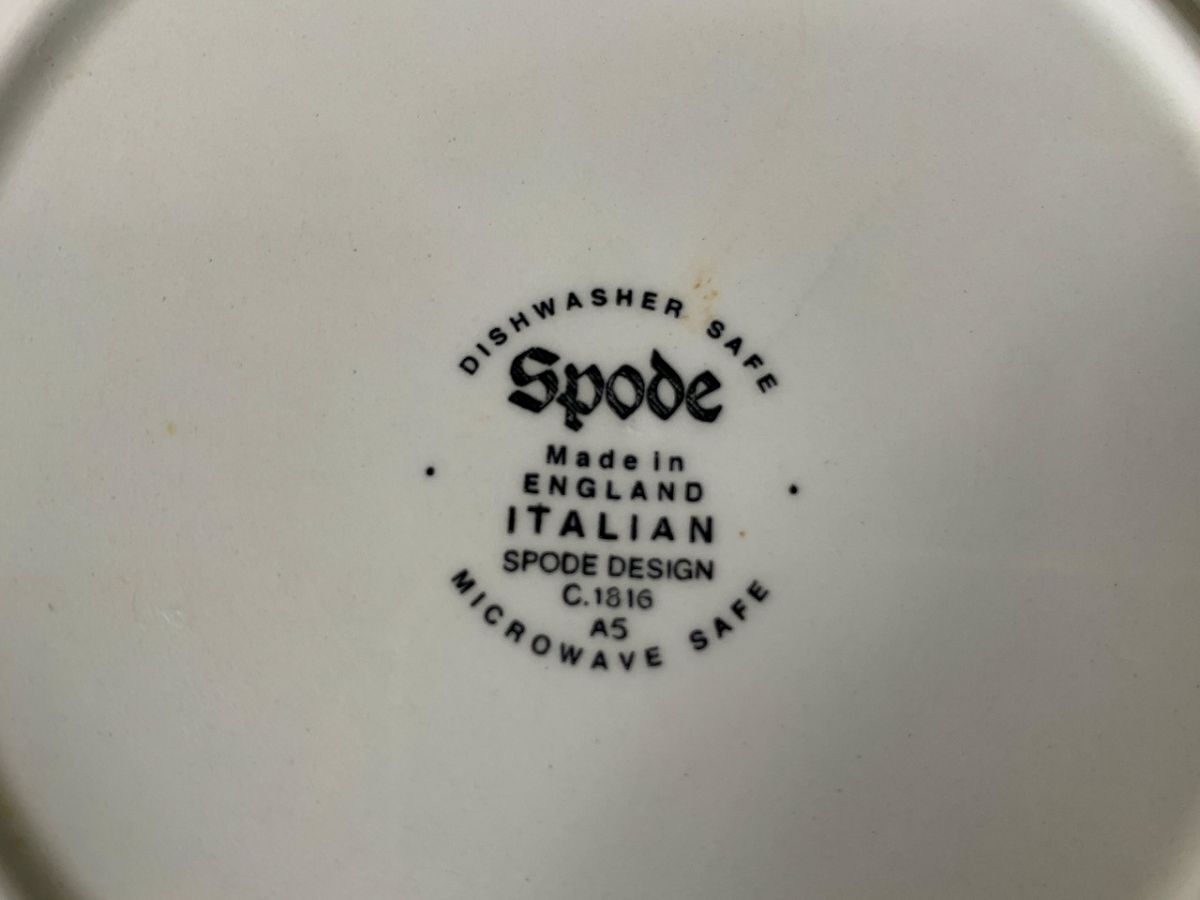 DISHWASHER SAFE
Spode
Made in
ENGLAND
ITALIAN
SPODE DESIGN
C.1816
A5
MICROWAVE SAFE